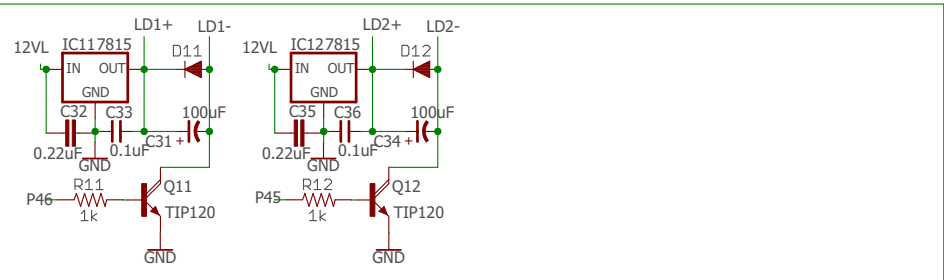 LD1+ LD1-
12VL IC117815 D11
IN OUT
GND
C32 C33 100uF
C31 +
0.22uF 0.1uF
GND
R11 Q11
P46
1k TIP120
GND
LD2+ LD2-
12VL IC127815 D12
IN OUT
GND
C35 C36 100uF
C34 +
0.22uF 0.1uF
GND
R12 Q12
P45
1k TIP120
GND